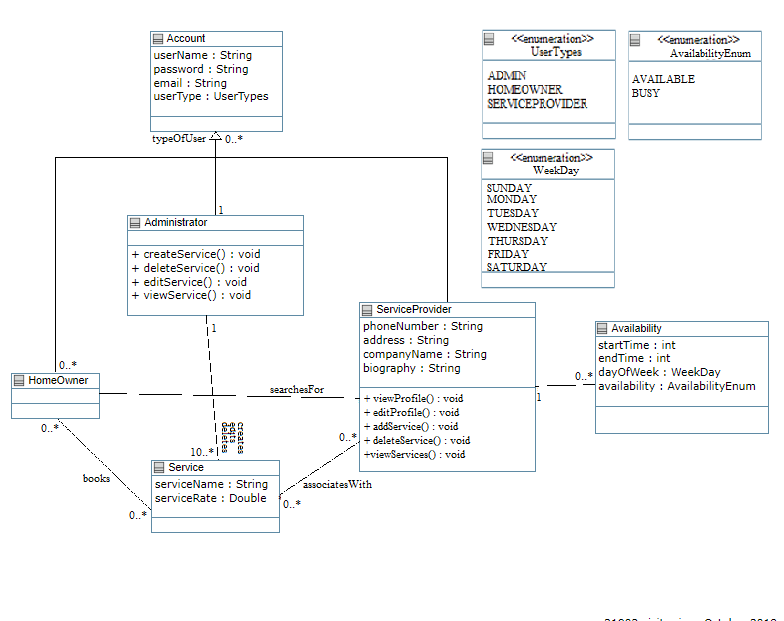 Account
userName : String
password : String
email : String
userType : UserTypes
typeOfUser
0..*
1
<<enumeration>>
UserTypes
ADMIN
HOMEOWNER
SERVICEPROVIDER
<<enumeration>>
AvailabilityEnum
AVAILABLE
BUSY
<<enumeration>>
WeekDay
SUNDAY
MONDAY
TUESDAY
WEDNESDAY
THURSDAY
FRIDAY
SATURDAY
Administrator
+ createService() : void
+ deleteService() : void
+ editService() : void
+ viewService() : void
1
ServiceProvider
phoneNumber : String
address : String
companyName : String
biography : String
+ viewProfile() : void
+ editProfile() : void
+ addService() : void
+ deleteService() : void
+viewServices() : void
Availability
startTime : int
endTime : int
dayOfWeek : WeekDay
availability : AvailabilityEnum
0..*
1
0..*
HomeOwner
searchesFor
0..*
books
0..*
creates
edits
deletes
10..*
Service
serviceName : String
serviceRate : Double
0..*
associatesWith
0..*